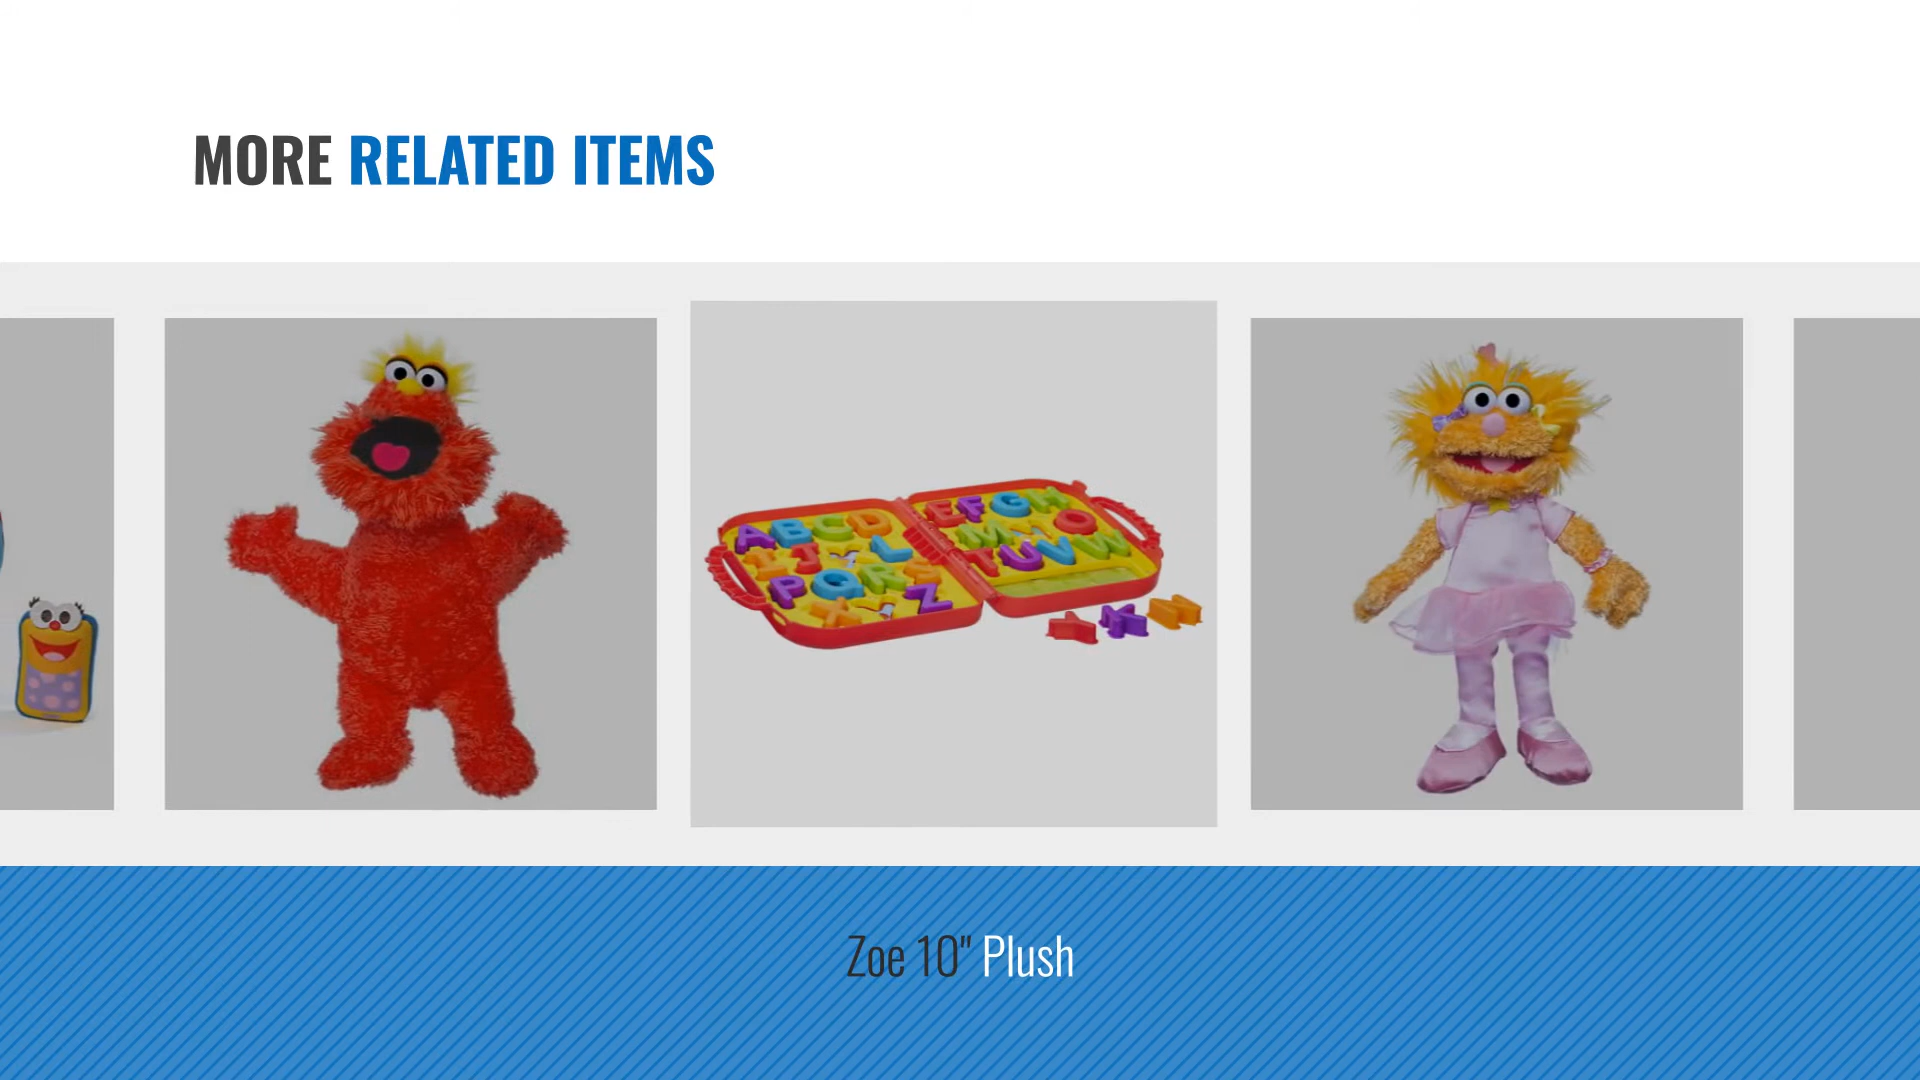 MORE RELATED ITEMS
A B C D
E F G H
I J L
M O
P Q R S
T U V W
X Z
Y K N
Zoe 10" Plush